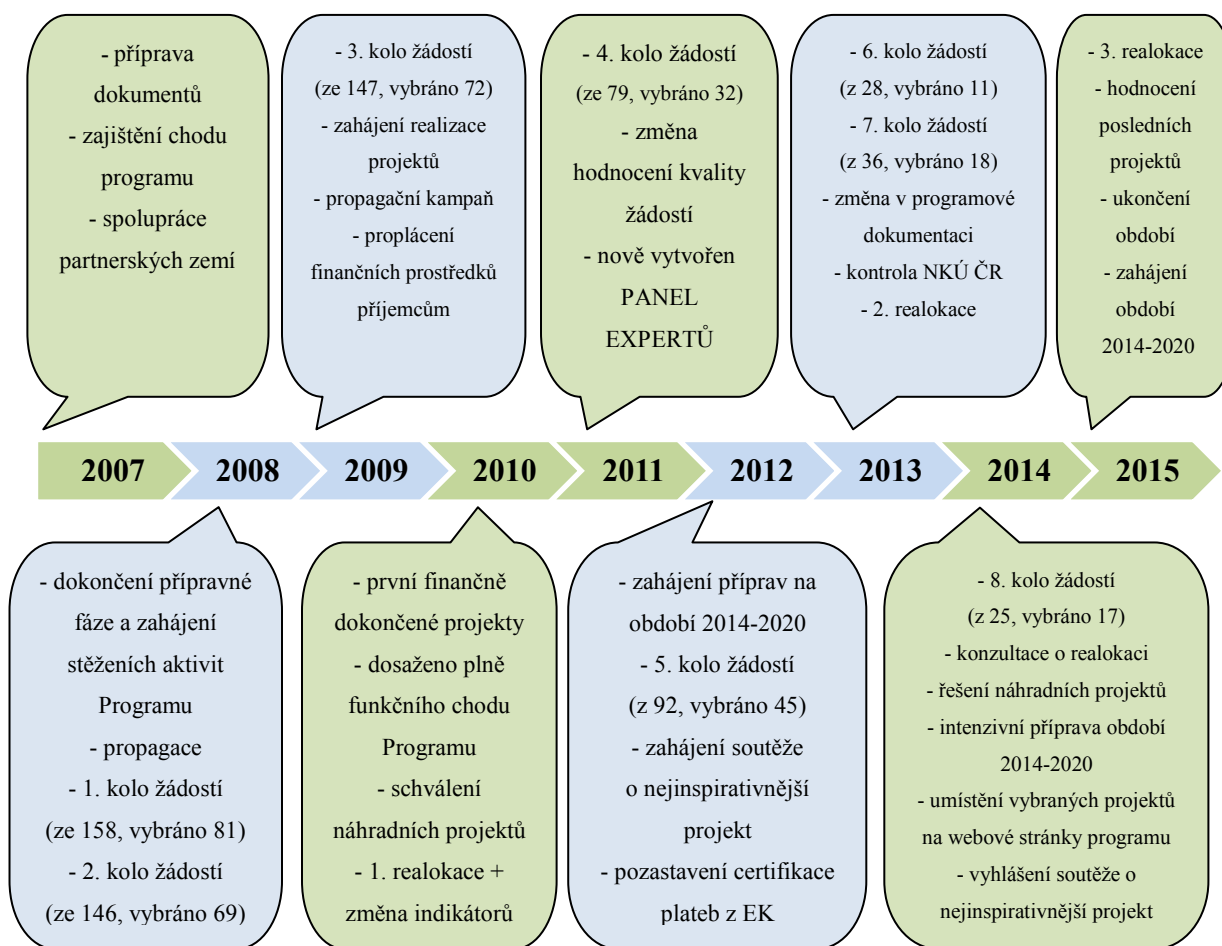 - příprava
dokumentů
- zajištění chodu
programu
- spolupráce
partnerských zemí
- 3. kolo žádostí
(ze 147, vybráno 72)
- zahájení realizace
projektů
- propagační kampaň
- proplácení
finančních prostředků
příjemcům
- 4. kolo žádostí
(ze 79, vybráno 32)
- změna
hodnocení kvality
žádostí
- nově vytvořen
PANEL
EXPERTŮ
- 6. kolo žádostí
(z 28, vybráno 11)
- 7. kolo žádostí
(z 36, vybráno 18)
- změna v programové
dokumentaci
- kontrola NKÚ ČR
- 2. realokace
- 3. realokace
- hodnocení
posledních
projektů
- ukončení
období
- zahájení
období
2014-2020
2007 2008 2009 2010 2011 2012 2013 2014 2015
- dokončení přípravné
fáze a zahájení
stěžených aktivit
Programu
- propagace
- 1. kolo žádostí
(ze 158, vybráno 81)
- 2. kolo žádostí
(ze 146, vybráno 69)
- první finančně
dokončené projekty
- dosaženo plně
funkčního chodu
Programu
- schválení
náhradních projektů
- 1. realokace +
změna indikátorů
- zahájení příprav na
období 2014-2020
- 5. kolo žádostí
(z 92, vybráno 45)
- zahájení soutěže
o nejinspirativnější
projekt
- pozastavení certifikace
plateb z EK
- 8. kolo žádostí
(z 25, vybráno 17)
- konzultace o realokaci
- řešení náhradních projektů
- intenzivní příprava období
2014-2020
- umístění vybraných projektů
na webové stránky programu
- vyhlášení soutěže o
nejinspirativnější projekt